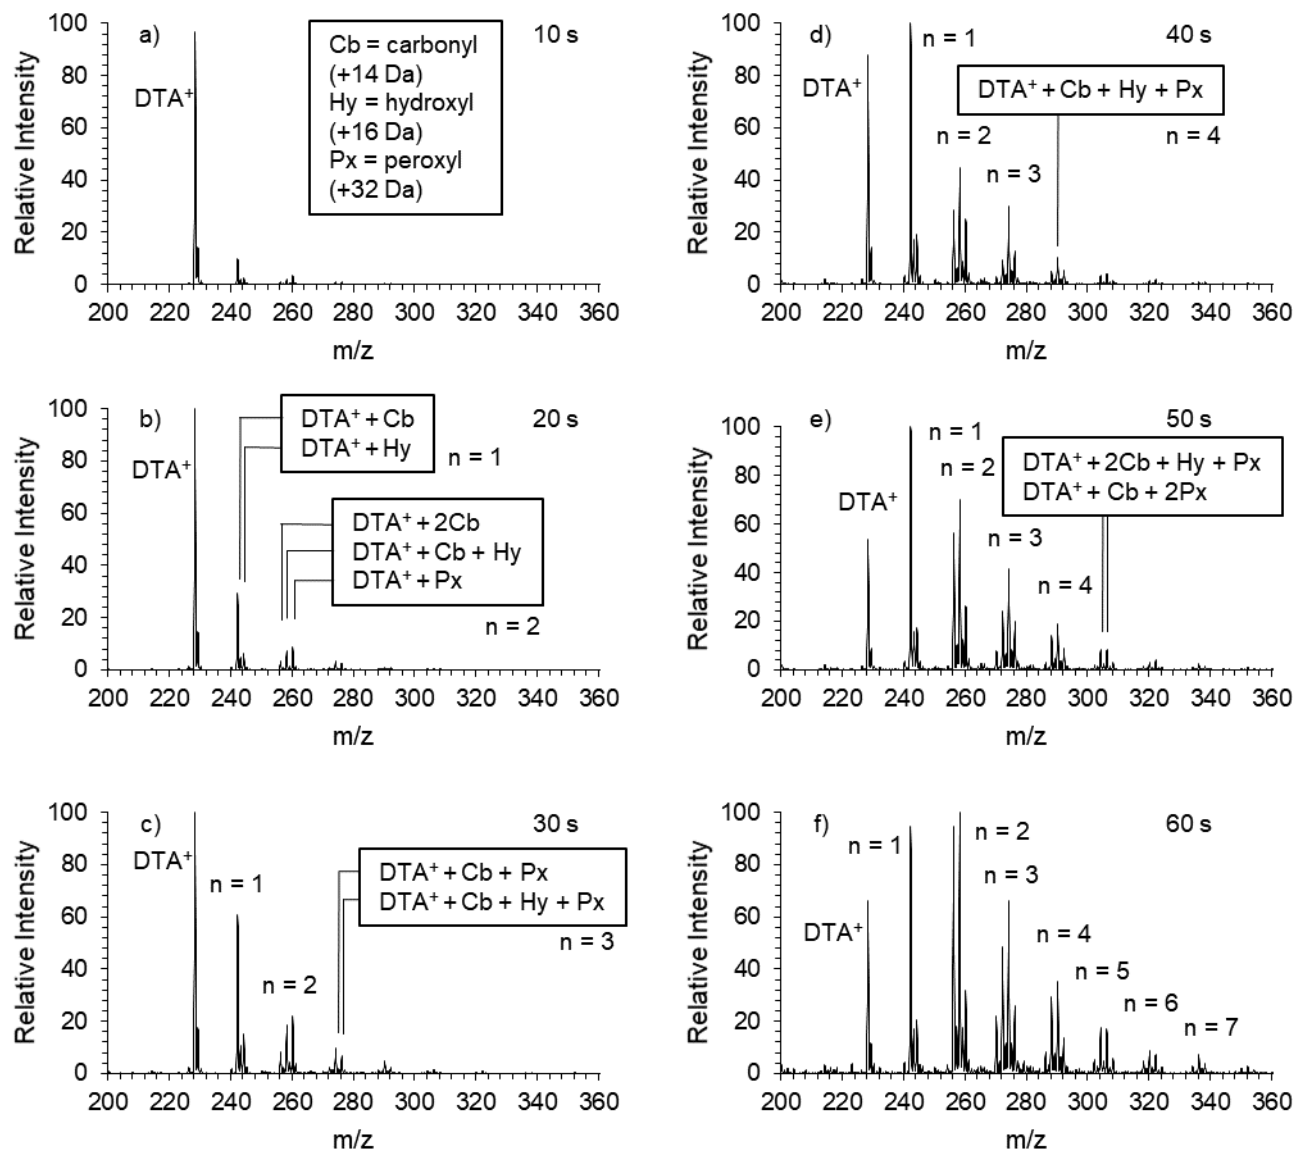 a)
10 s
Cb = carbonyl
(+14 Da)
Hy = hydroxyl
(+16 Da)
Px = peroxyl
(+32 Da)
DTA+
Relative Intensity
100
80
60
40
20
0
200 220 240 260 280 300 320 340 360
m/z
b)
20 s
DTA+ + Cb
DTA+ + Hy
n = 1
DTA+
DTA+ + 2Cb
DTA+ + Cb + Hy
DTA+ + Px
n = 2
Relative Intensity
100
80
60
40
20
0
200 220 240 260 280 300 320 340 360
m/z
c)
30 s
DTA+
n = 1
n = 2
DTA+ + Cb + Px
DTA+ + Cb + Hy + Px
n = 3
Relative Intensity
100
80
60
40
20
0
200 220 240 260 280 300 320 340 360
m/z
d)
n = 1
40 s
DTA+
DTA+ + Cb + Hy + Px
n = 2
n = 4
n = 3
Relative Intensity
100
80
60
40
20
0
200 220 240 260 280 300 320 340 360
m/z
e)
50 s
n = 1
n = 2
DTA+ + 2Cb + Hy + Px
DTA+ + Cb + 2Px
DTA+
n = 3
n = 4
Relative Intensity
100
80
60
40
20
0
200 220 240 260 280 300 320 340 360
m/z
f)
60 s
n = 1
n = 2
n = 3
DTA+
n = 4
n = 5
n = 6
n = 7
Relative Intensity
100
80
60
40
20
0
200 220 240 260 280 300 320 340 360
m/z